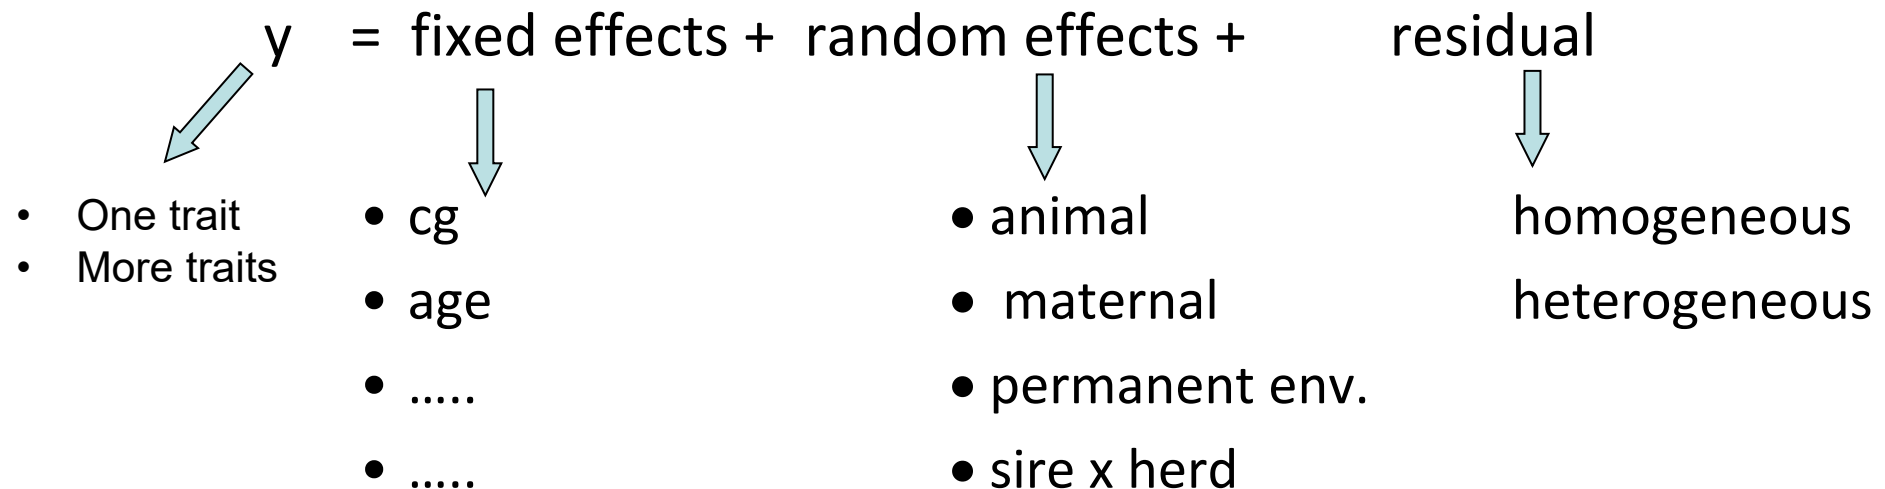 y = fixed effects + random effects + residual
• One trait
• More traits
• cg
• age
• .....
• .....
• animal
• maternal
• permanent env.
• sire x herd
homogeneous
heterogeneous